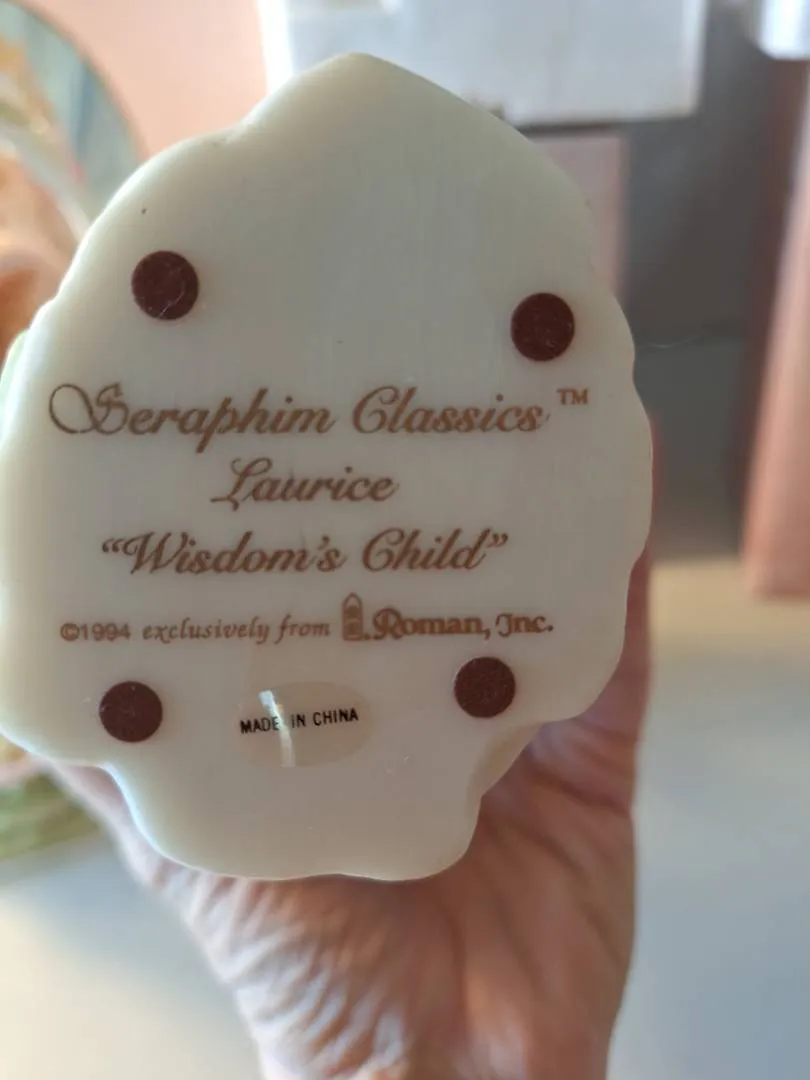 Seraphim Classics™
Laurice
“Wisdom's Child”
©1994 exclusively from Roman, Inc.
MADE IN CHINA